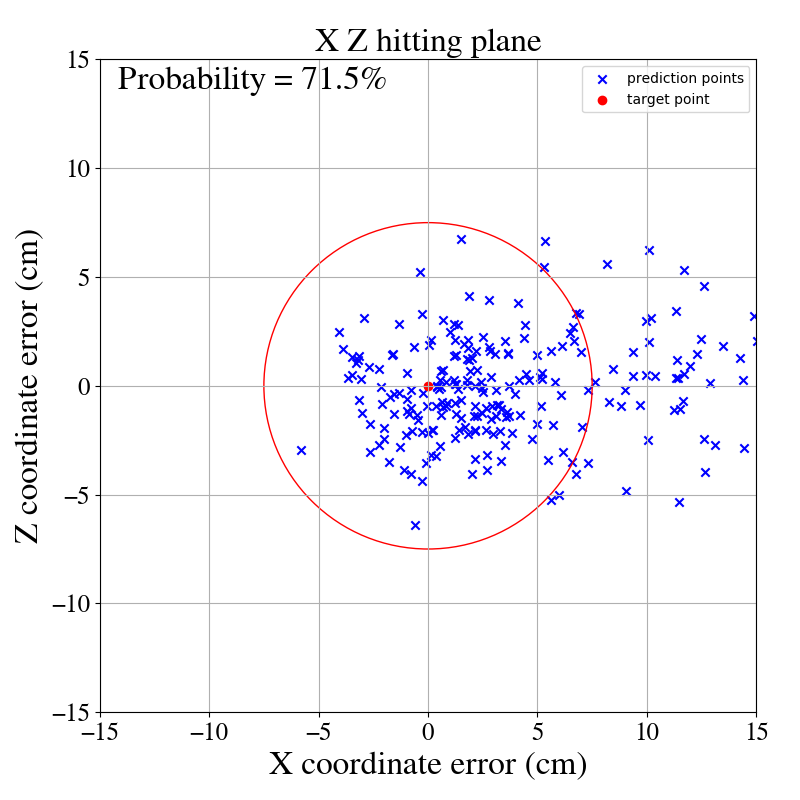 X Z hitting plane
Probability = 71.5%
prediction points
target point
Z coordinate error (cm)
15
10
5
0
−5
−10
−15
−15 −10 −5 0 5 10 15
X coordinate error (cm)